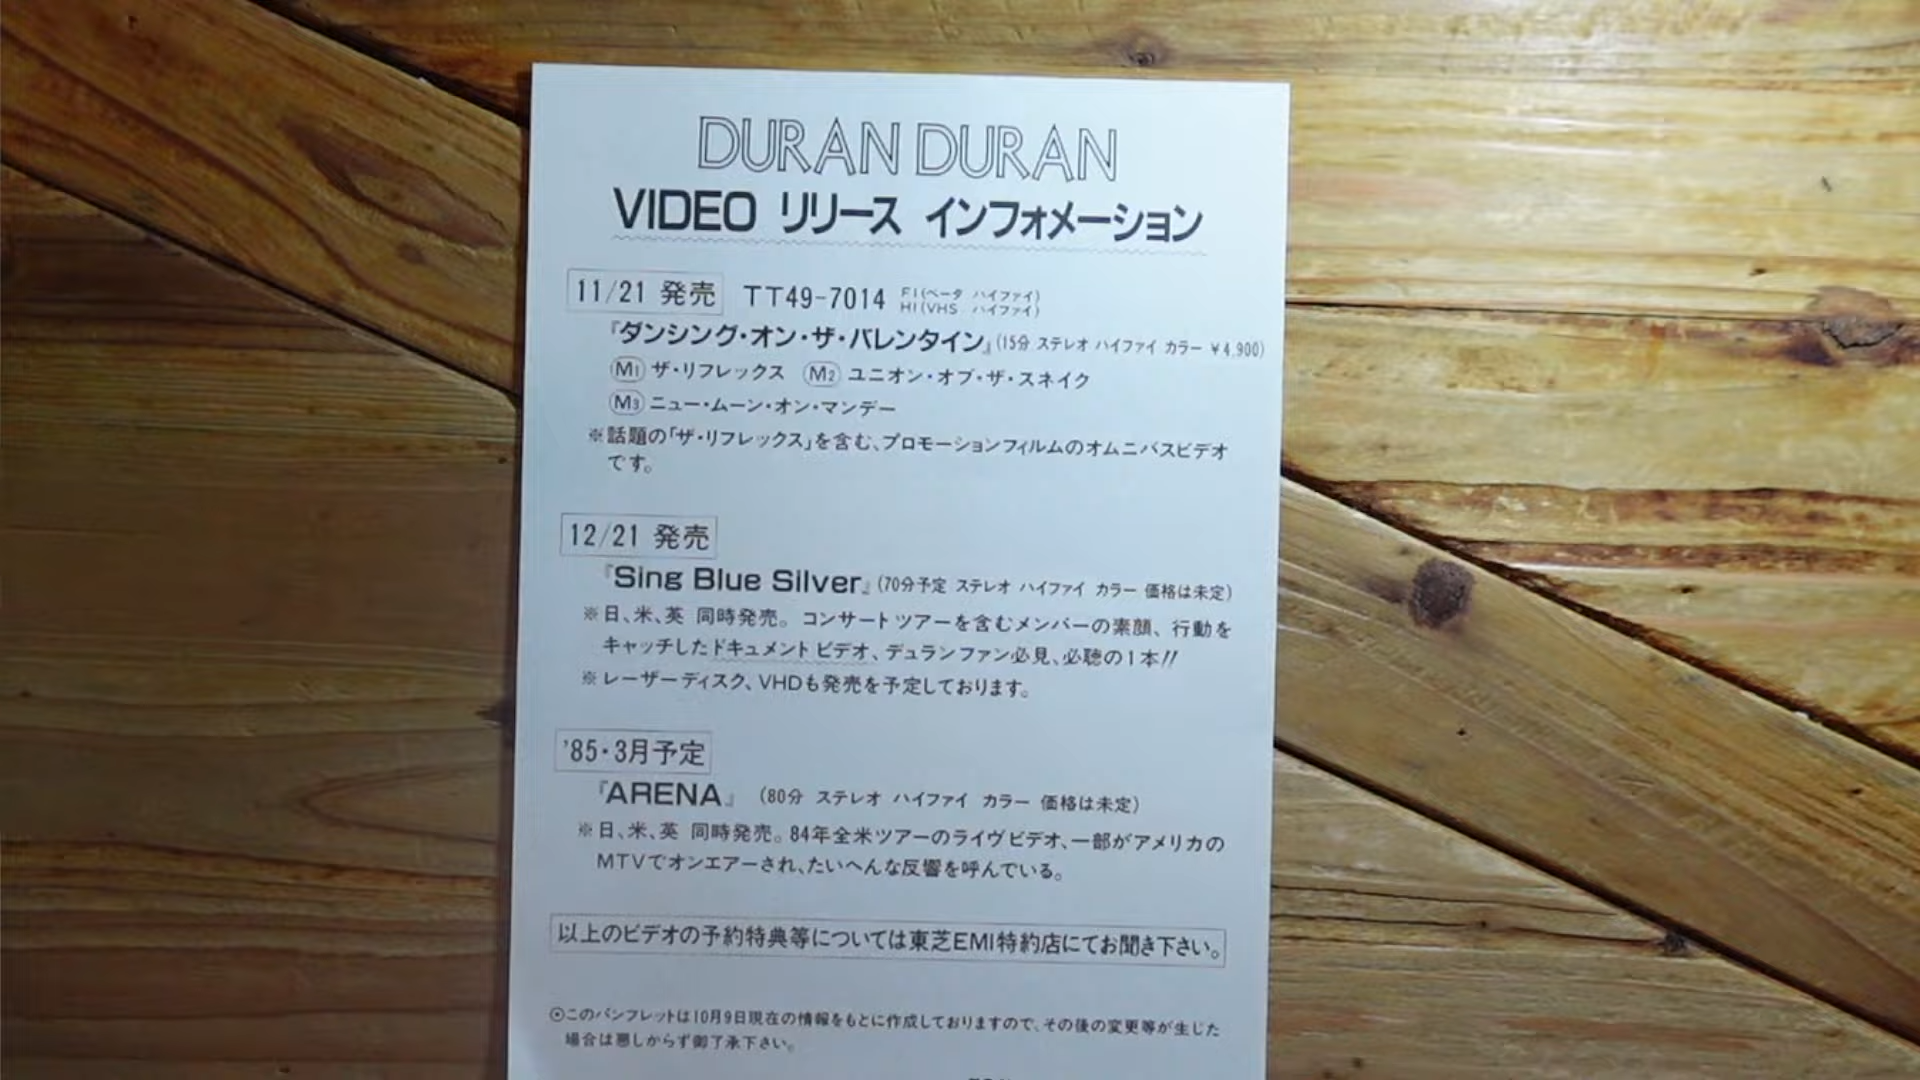 DURAN DURAN
VIDEO リリース インフォメーション
11/21 発売 TT49-7014 FI(ベータ ハイファイ)
HI(VHS ハイファイ)
『ダンシング・オン・ザ・バレンタイン』(15分 ステレオ ハイファイ カラー ¥4,900)
M1 ザ・リフレックス M2 ユニオン・オブ・ザ・スネイク
M3 ニュー・ムーン・オン・マンデー
※話題の「ザ・リフレックス」を含む、プロモーションフィルムのオムニバスビデオ
です。
12/21 発売
『Sing Blue Silver』(70分予定 ステレオ ハイファイ カラー 価格は未定)
※日、米、英 同時発売。コンサートツアーを含むメンバーの素顔、行動を
キャッチしたドキュメントビデオ、デュランファン必見、必聴の1本!!
※レーザーディスク、VHDも発売を予定しております。
'85・3月予定
『ARENA』 (80分 ステレオ ハイファイ カラー 価格は未定)
※日、米、英 同時発売。84年全米ツアーのライヴビデオ、一部がアメリカの
MTVでオンエアーされ、たいへんな反響を呼んでいる。
以上のビデオの予約特典等については東芝EMI特約店にてお聞き下さい。
⊙このパンフレットは10月9日現在の情報をもとに作成しておりますので、その後の変更等が生じた
場合は悪しからず御了承下さい。